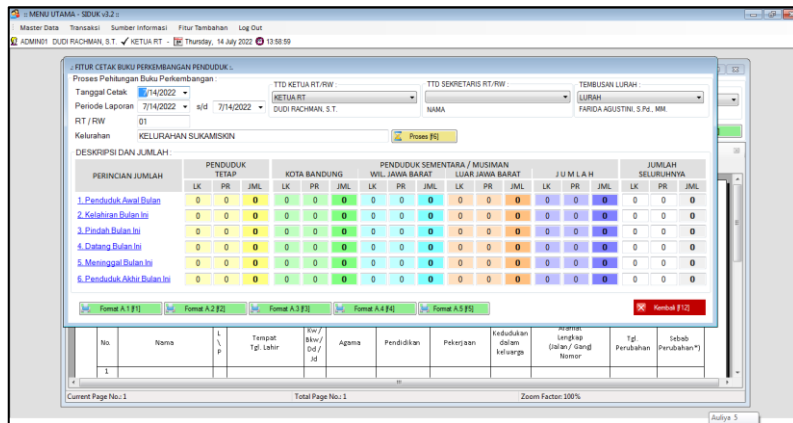 :: MENU UTAMA - SIDUK v3.2 ::
Master Data Transaksi Sumber Informasi Fitur Tambahan Log Out
ADMIN01 DUDI RACHMAN, S.T. KETUA RT - Thursday, 14 July 2022 13:58:59
.: FITUR CETAK BUKU PERKEMBANGAN PENDUDUK :.
Proses Pehitungan Buku Perkembangan :
Tanggal Cetak 7/14/2022
Periode Laporan 7/14/2022 s/d 7/14/2022
RT / RW 01
Kelurahan KELURAHAN SUKAMISKIN
TTD KETUA RT/RW :
KETUA RT
DUDI RACHMAN, S.T.
TTD SEKRETARIS RT/RW :
NAMA
TEMBUSAN LURAH :
LURAH
FARIDA AGUSTINI, S.Pd., MM.
Proses [f6]
DESKRIPSI DAN JUMLAH :
PERINCIAN JUMLAH
PENDUDUK TETAP
PENDUDUK SEMENTARA / MUSIMAN
KOTA BANDUNG WIL. JAWA BARAT LUAR JAWA BARAT J U M L A H
JUMLAH SELURUHNYA
LK PR JML LK PR JML LK PR JML LK PR JML LK PR JML LK PR JML
1. Penduduk Awal Bulan 0 0 0 0 0 0 0 0 0 0 0 0 0 0 0 0 0 0
2. Kelahiran Bulan Ini 0 0 0 0 0 0 0 0 0 0 0 0 0 0 0 0 0 0
3. Pindah Bulan Ini 0 0 0 0 0 0 0 0 0 0 0 0 0 0 0 0 0 0
4. Datang Bulan Ini 0 0 0 0 0 0 0 0 0 0 0 0 0 0 0 0 0 0
5. Meninggal Bulan Ini 0 0 0 0 0 0 0 0 0 0 0 0 0 0 0 0 0 0
6. Penduduk Akhir Bulan Ini 0 0 0 0 0 0 0 0 0 0 0 0 0 0 0 0 0 0
Format A.1 [f1] Format A.2 [f2] Format A.3 [f3] Format A.4 [f4] Format A.5 [f5] Kembali [f12]
No. Nama L \ P Tempat Tgl. Lahir Kw / Bkw / Dd / Jd Agama Pendidikan Pekerjaan Kedudukan dalam keluarga Alamat Lengkap (Jalan / Gang) Nomor Tgl. Perubahan Sebab Perubahan*)
1
Current Page No.: 1 Total Page No.: 1 Zoom Factor: 100%
Auliya 5